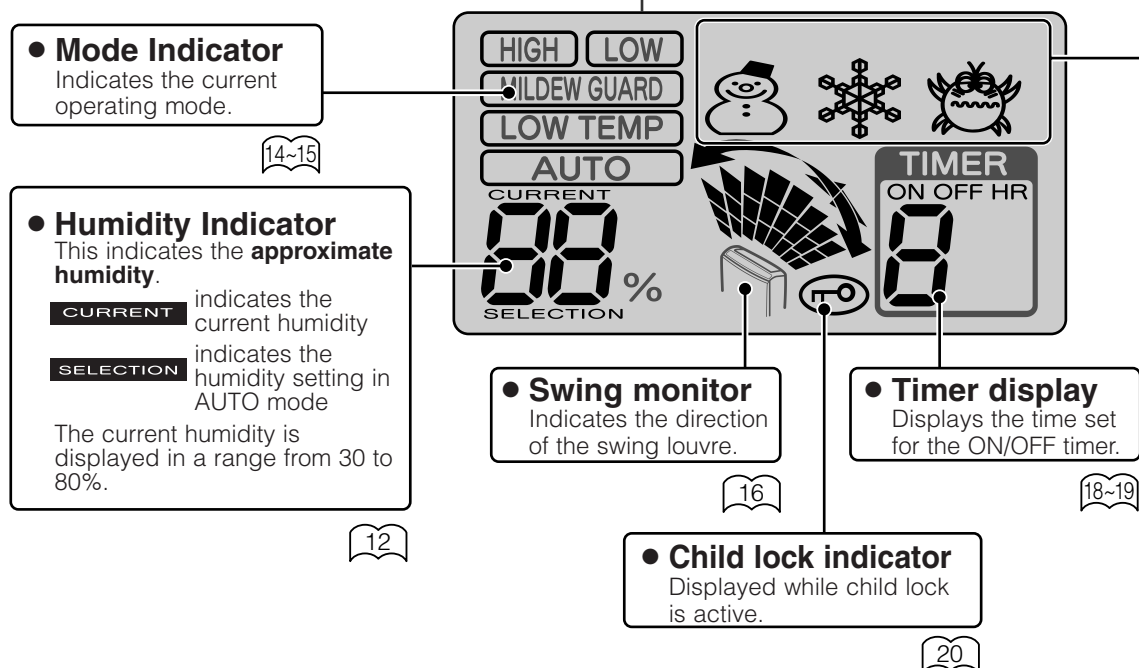 ● Mode Indicator
Indicates the current
operating mode.
14~15
● Humidity Indicator
This indicates the approximate
humidity.
CURRENT indicates the
current humidity
SELECTION indicates the
humidity setting in
AUTO mode
The current humidity is
displayed in a range from 30 to
80%.
12
HIGH LOW
MILDEW GUARD
LOW TEMP
AUTO
CURRENT
88%
SELECTION
TIMER
ON OFF HR
8
● Swing monitor
Indicates the direction
of the swing louvre.
16
● Timer display
Displays the time set
for the ON/OFF timer.
18~19
● Child lock indicator
Displayed while child lock
is active.
20